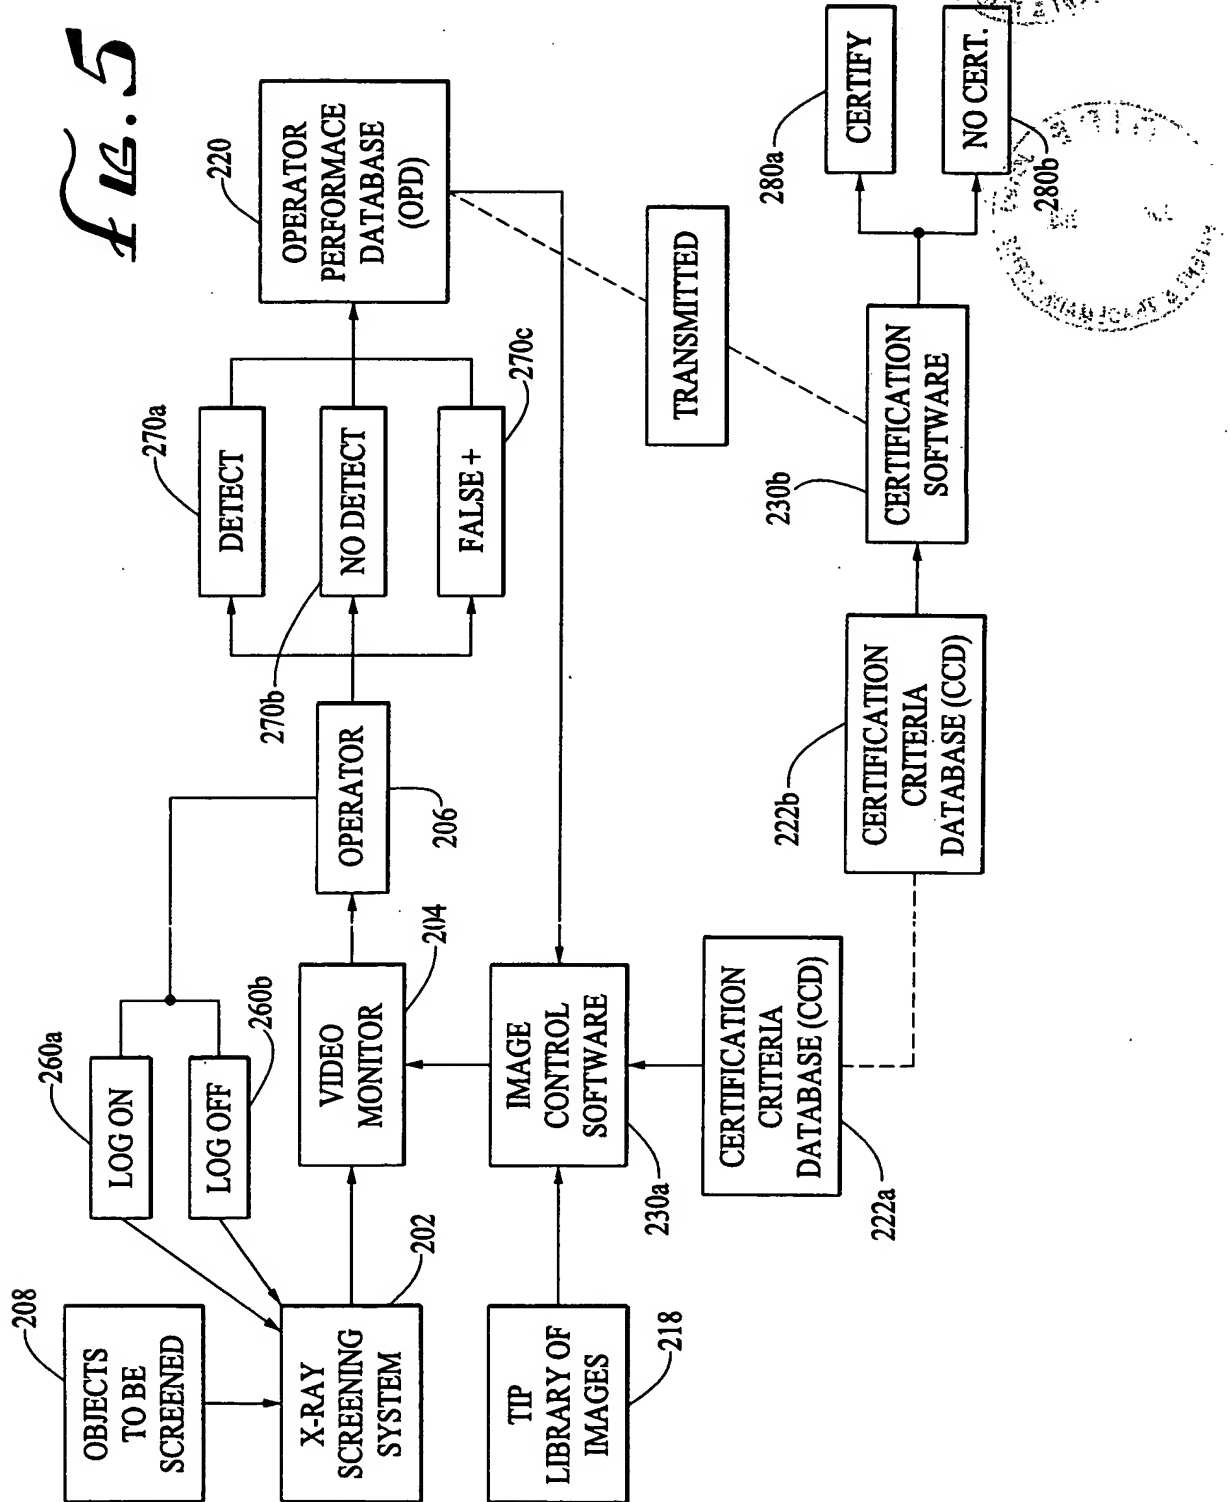 FIG. 5
208
OBJECTS
TO BE
SCREENED
260a
LOG ON
LOG OFF
260b
X-RAY
SCREENING
SYSTEM
202
VIDEO
MONITOR
204
OPERATOR
206
270a
DETECT
270b
NO DETECT
FALSE +
270c
220
OPERATOR
PERFORMACE
DATABASE
(OPD)
TIP
LIBRARY OF
IMAGES
218
IMAGE
CONTROL
SOFTWARE
230a
CERTIFICATION
CRITERIA
DATABASE (CCD)
222a
TRANSMITTED
222b
CERTIFICATION
CRITERIA
DATABASE (CCD)
230b
CERTIFICATION
SOFTWARE
280a
CERTIFY
NO CERT.
280b